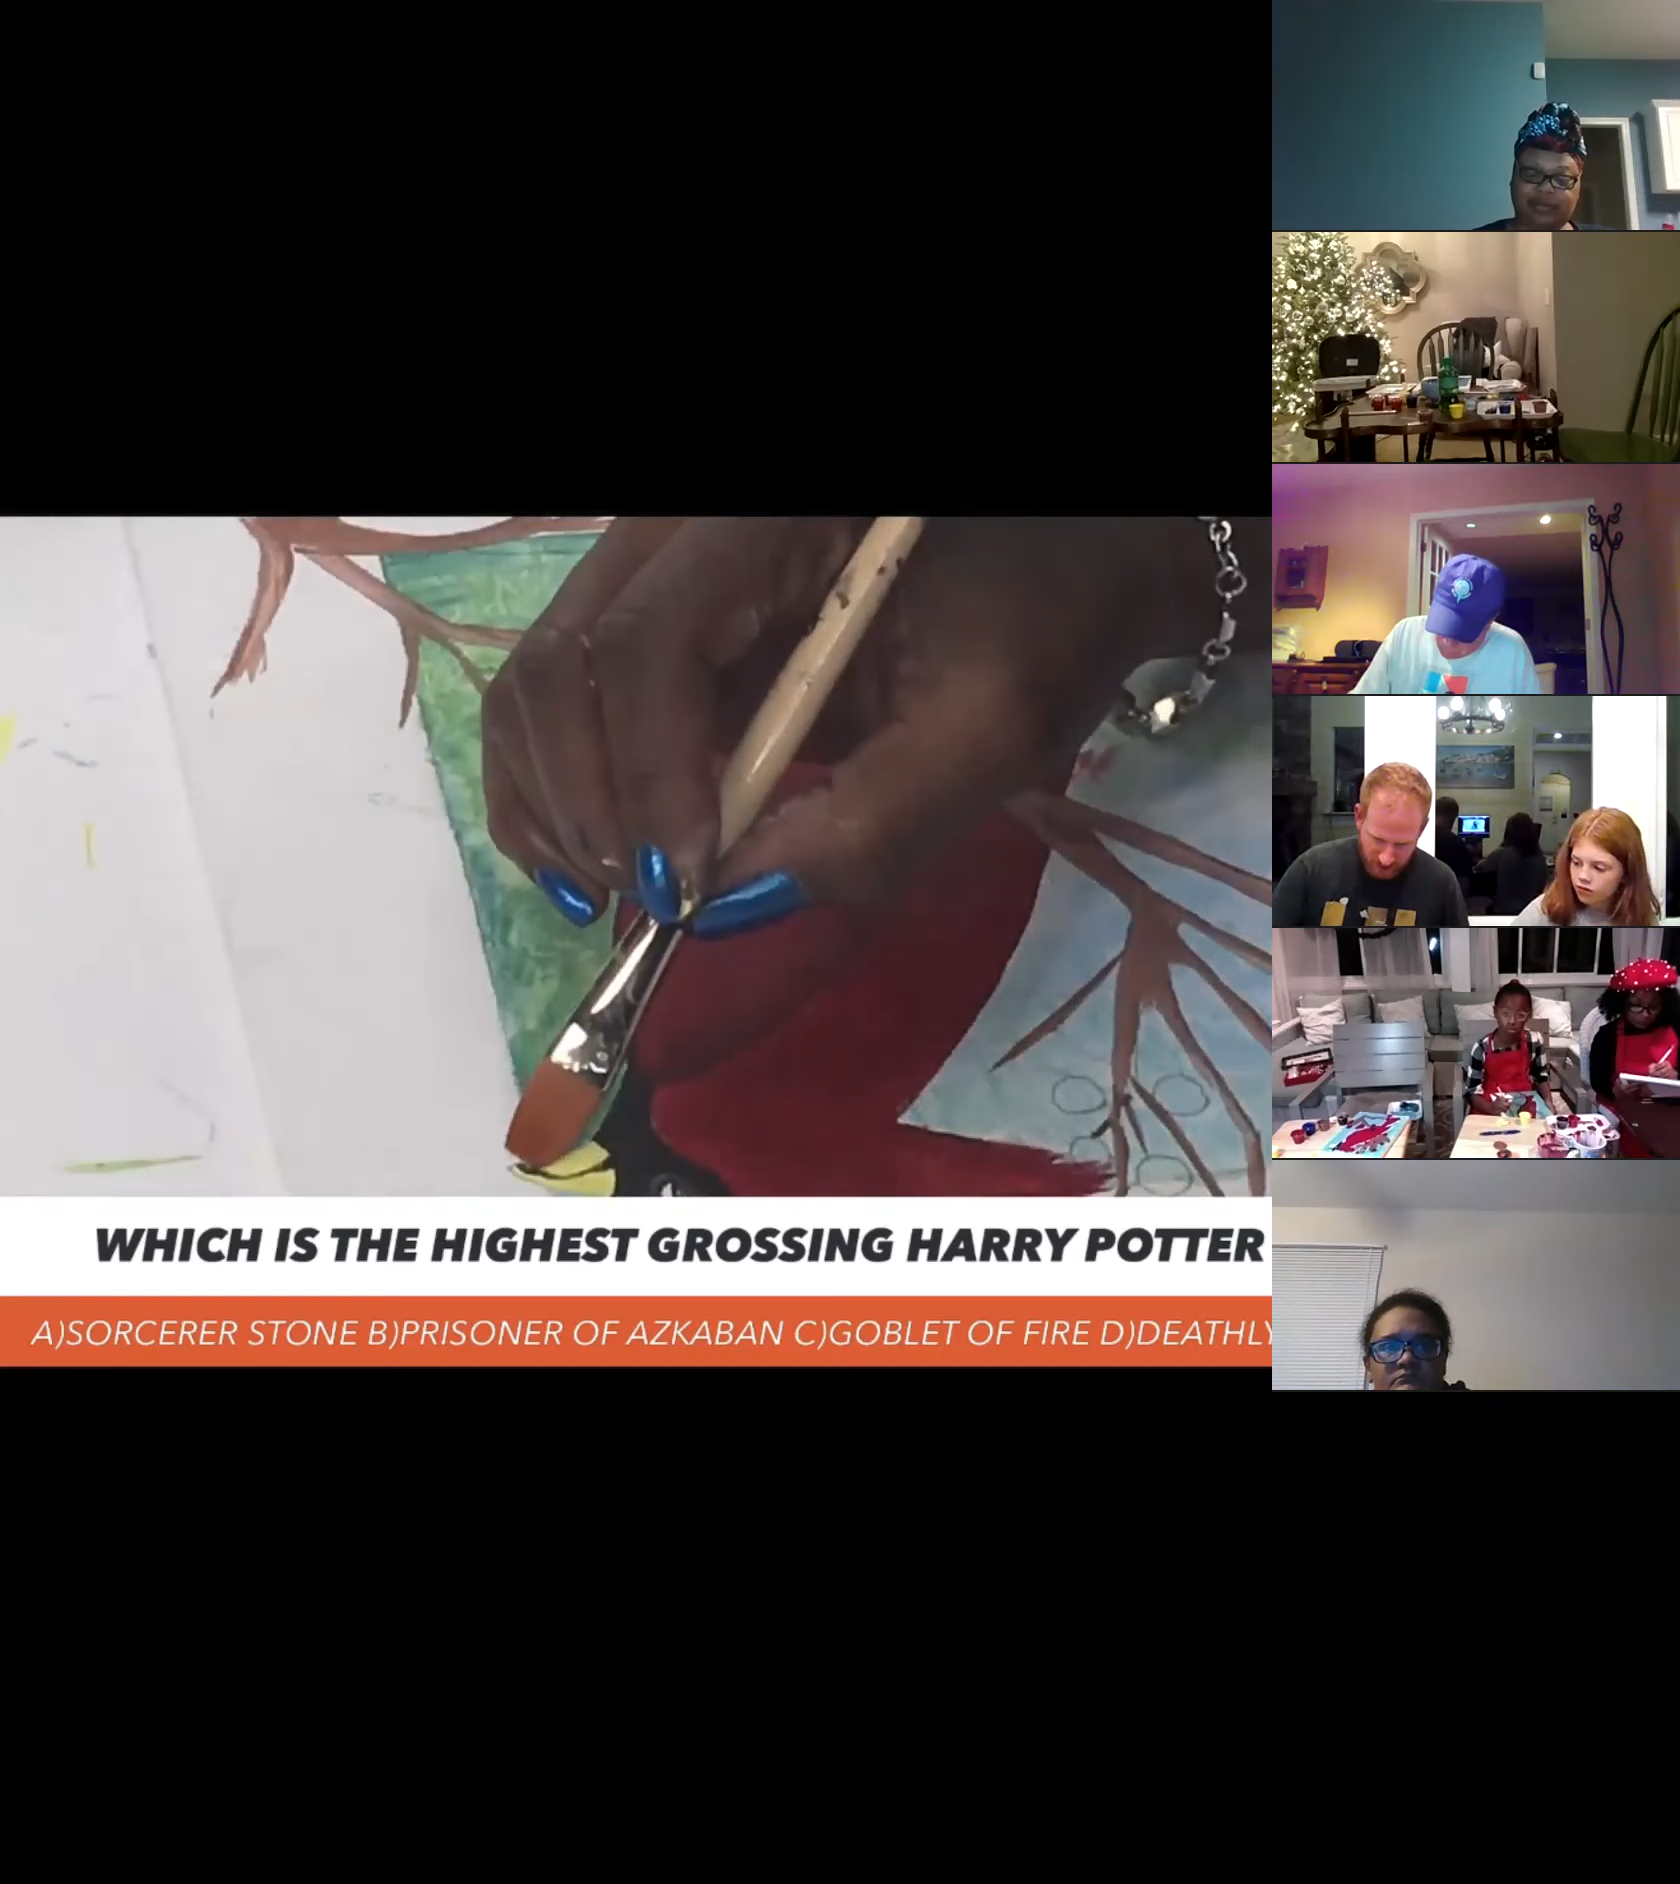 WHICH IS THE HIGHEST GROSSING HARRY POTTER
A)SORCERER STONE B)PRISONER OF AZKABAN C)GOBLET OF FIRE D)DEATHLY